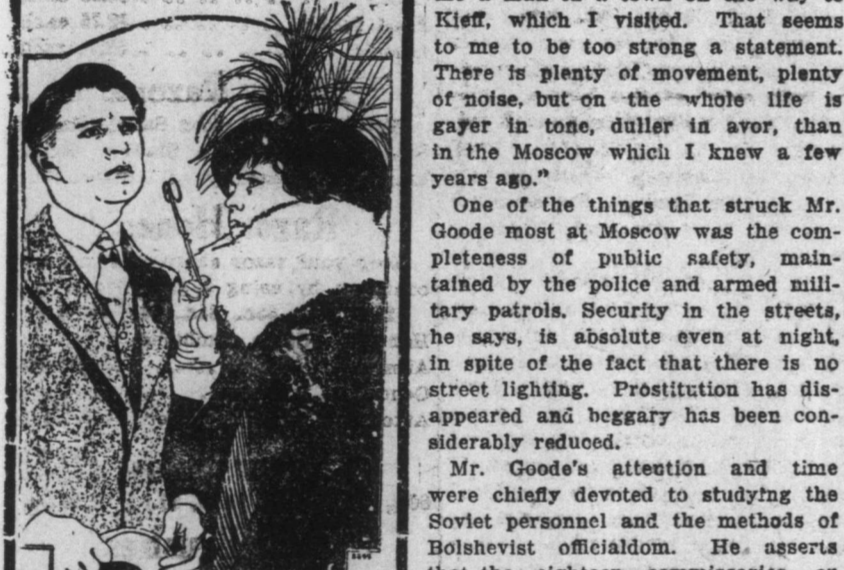 Kieff, which I visited. That seems
to me to be too strong a statement.
There is plenty of movement, plenty
of noise, but on the whole life is
gayer in tone, duller in avor, than
in the Moscow which I knew a few
years ago."
One of the things that struck Mr.
Goode most at Moscow was the com-
pleteness of public safety, main-
tained by the police and armed mili-
tary patrols. Security in the streets,
he says, is absolute even at night,
in spite of the fact that there is no
street lighting. Prostitution has dis-
appeared and beggary has been con-
siderably reduced.
Mr. Goode's attention and time
were chiefly devoted to studying the
Soviet personnel and the methods of
Bolshevist officialdom. He asserts